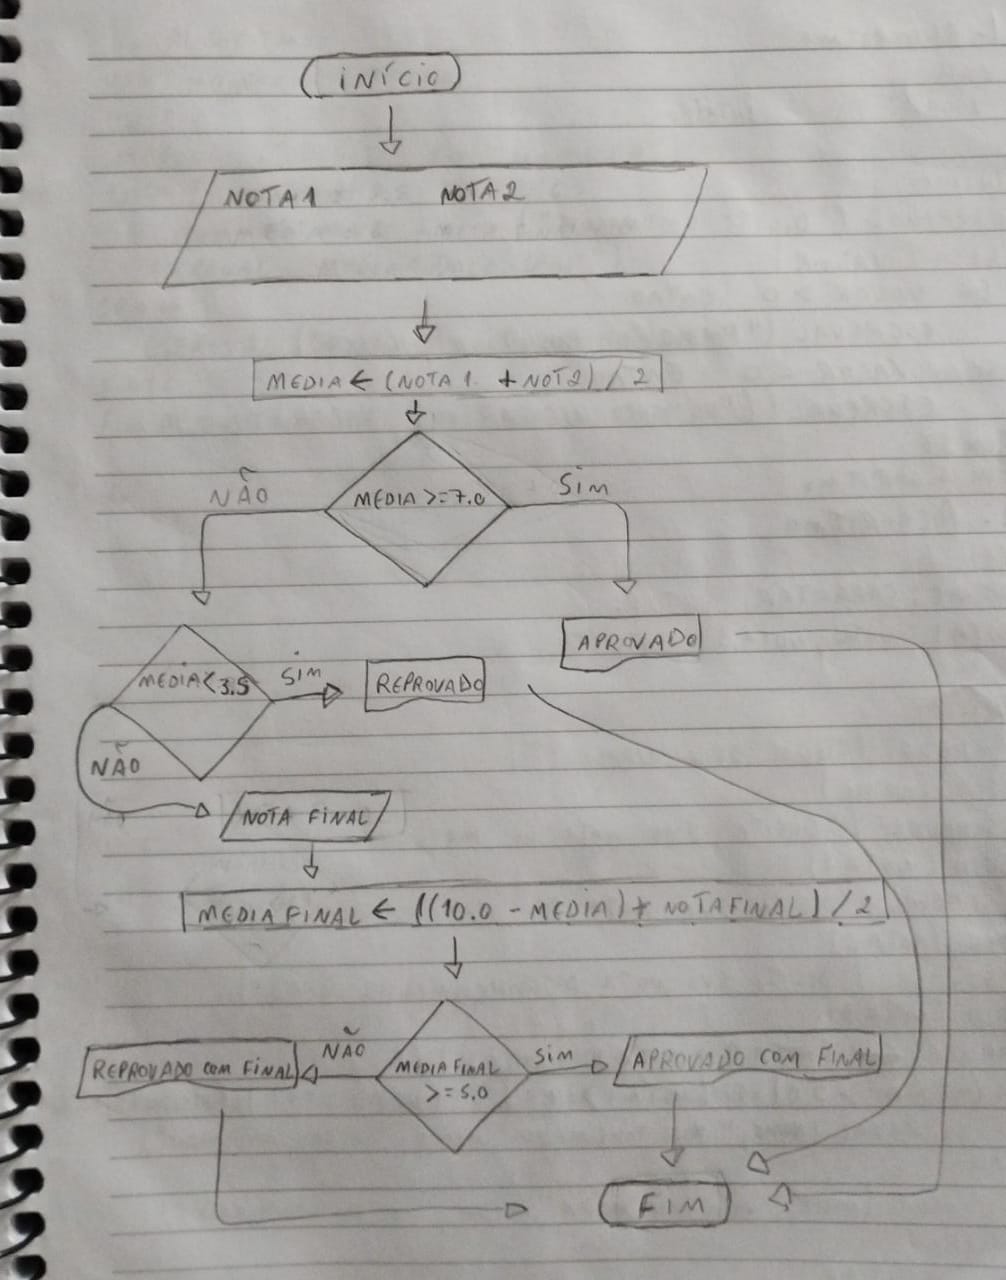 INÍCIO
NOTA 1 NOTA 2
MEDIA ← (NOTA 1 + NOT2) / 2
MEDIA >= 7.0
NÃO
SIM
APROVADO
MEDIA < 3.5
SIM
REPROVADO
NÃO
NOTA FINAL
MEDIA FINAL ← ((10.0 - MEDIA) + NOTA FINAL) / 2
MEDIA FINAL
>= 5.0
NÃO
SIM
REPROVADO COM FINAL
APROVADO COM FINAL
FIM